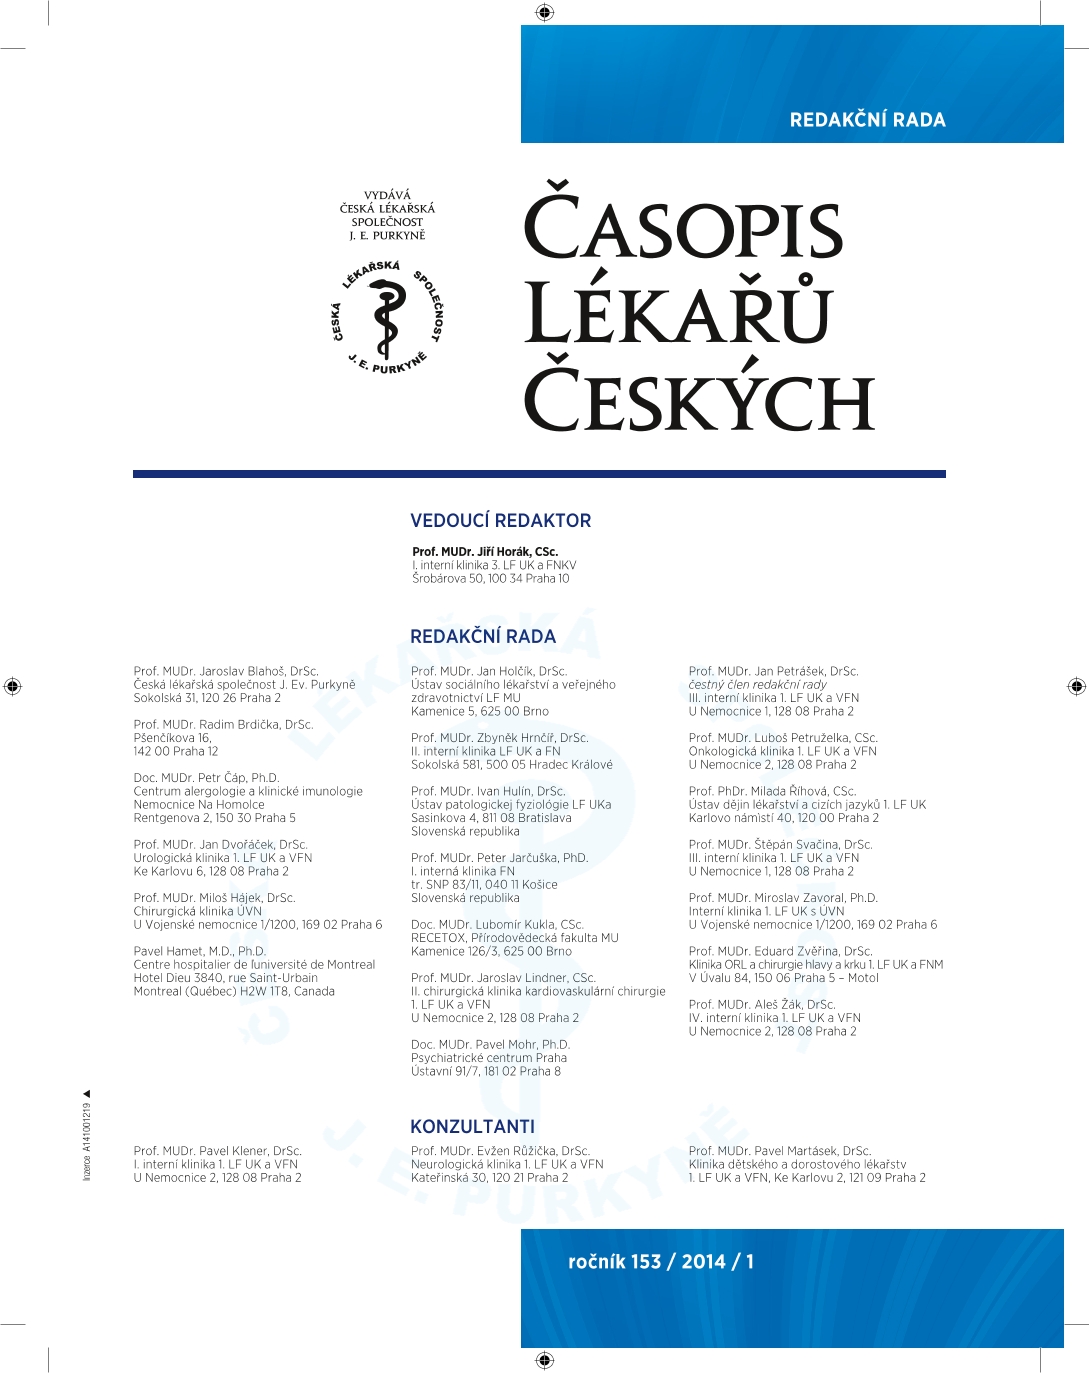 REDAKČNÍ RADA
VYDÁVÁ
ČESKÁ LÉKAŘSKÁ
SPOLEČNOST
J. E. PURKYNĚ
ČESKÁ LÉKAŘSKÁ SPOLEČNOST
J. E. PURKYNĚ
ČASOPIS
LÉKAŘŮ
ČESKÝCH
VEDOUCÍ REDAKTOR
Prof. MUDr. Jiří Horák, CSc.
I. interní klinika 3. LF UK a FNKV
Šrobárova 50, 100 34 Praha 10
REDAKČNÍ RADA
Prof. MUDr. Jaroslav Blahoš, DrSc.
Česká lékařská společnost J. Ev. Purkyně
Sokolská 31, 120 26 Praha 2
Prof. MUDr. Radim Brdička, DrSc.
Pšenčíkova 16,
142 00 Praha 12
Doc. MUDr. Petr Čáp, Ph.D.
Centrum alergologie a klinické imunologie
Nemocnice Na Homolce
Rentgenova 2, 150 30 Praha 5
Prof. MUDr. Jan Dvořáček, DrSc.
Urologická klinika 1. LF UK a VFN
Ke Karlovu 6, 128 08 Praha 2
Prof. MUDr. Miloš Hájek, DrSc.
Chirurgická klinika ÚVN
U Vojenské nemocnice 1/1200, 169 02 Praha 6
Pavel Hamet, M.D., Ph.D.
Centre hospitalier de ľuniversité de Montreal
Hotel Dieu 3840, rue Saint-Urbain
Montreal (Québec) H2W 1T8, Canada
Prof. MUDr. Jan Holčík, DrSc.
Ústav sociálního lékařství a veřejného
zdravotnictví LF MU
Kamenice 5, 625 00 Brno
Prof. MUDr. Zbyněk Hrnčíř, DrSc.
II. interní klinika LF UK a FN
Sokolská 581, 500 05 Hradec Králové
Prof. MUDr. Ivan Hulín, DrSc.
Ústav patologickej fyziológie LF UKa
Sasinkova 4, 811 08 Bratislava
Slovenská republika
Prof. MUDr. Peter Jarčuška, PhD.
I. interná klinika FN
tr. SNP 83/11, 040 11 Košice
Slovenská republika
Doc. MUDr. Lubomír Kukla, CSc.
RECETOX, Přírodovědecká fakulta MU
Kamenice 126/3, 625 00 Brno
Prof. MUDr. Jaroslav Lindner, CSc.
II. chirurgická klinika kardiovaskulární chirurgie
1. LF UK a VFN
U Nemocnice 2, 128 08 Praha 2
Doc. MUDr. Pavel Mohr, Ph.D.
Psychiatrické centrum Praha
Ústavní 91/7, 181 02 Praha 8
Prof. MUDr. Jan Petrášek, DrSc.
čestný člen redakční rady
III. interní klinika 1. LF UK a VFN
U Nemocnice 1, 128 08 Praha 2
Prof. MUDr. Luboš Petruželka, CSc.
Onkologická klinika 1. LF UK a VFN
U Nemocnice 2, 128 08 Praha 2
Prof. PhDr. Milada Říhová, CSc.
Ústav dějin lékařství a cizích jazyků 1. LF UK
Karlovo námìstí 40, 120 00 Praha 2
Prof. MUDr. Štěpán Svačina, DrSc.
III. interní klinika 1. LF UK a VFN
U Nemocnice 1, 128 08 Praha 2
Prof. MUDr. Miroslav Zavoral, Ph.D.
Interní klinika 1. LF UK s ÚVN
U Vojenské nemocnice 1/1200, 169 02 Praha 6
Prof. MUDr. Eduard Zvěřina, DrSc.
Klinika ORL a chirurgie hlavy a krku 1. LF UK a FNM
V Úvalu 84, 150 06 Praha 5 – Motol
Prof. MUDr. Aleš Žák, DrSc.
IV. interní klinika 1. LF UK a VFN
U Nemocnice 2, 128 08 Praha 2
KONZULTANTI
Prof. MUDr. Pavel Klener, DrSc.
I. interní klinika 1. LF UK a VFN
U Nemocnice 2, 128 08 Praha 2
Prof. MUDr. Evžen Růžička, DrSc.
Neurologická klinika 1. LF UK a VFN
Kateřinská 30, 120 21 Praha 2
Prof. MUDr. Pavel Martásek, DrSc.
Klinika dětského a dorostového lékařstv
1. LF UK a VFN, Ke Karlovu 2, 121 09 Praha 2
Inzerce A141001219 ▲
ročník 153 / 2014 / 1